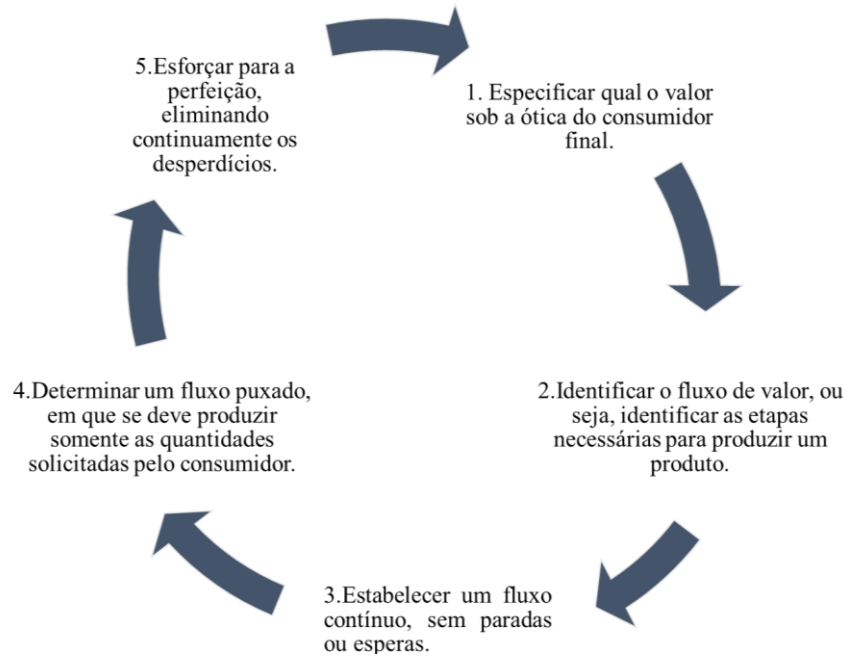 1. Especificar qual o valor
sob a ótica do consumidor
final.
2.Identificar o fluxo de valor, ou
seja, identificar as etapas
necessárias para produzir um
produto.
3.Estabelecer um fluxo
contínuo, sem paradas
ou esperas.
4.Determinar um fluxo puxado,
em que se deve produzir
somente as quantidades
solicitadas pelo consumidor.
5.Esforçar para a
perfeição,
eliminando
continuamente os
desperdícios.